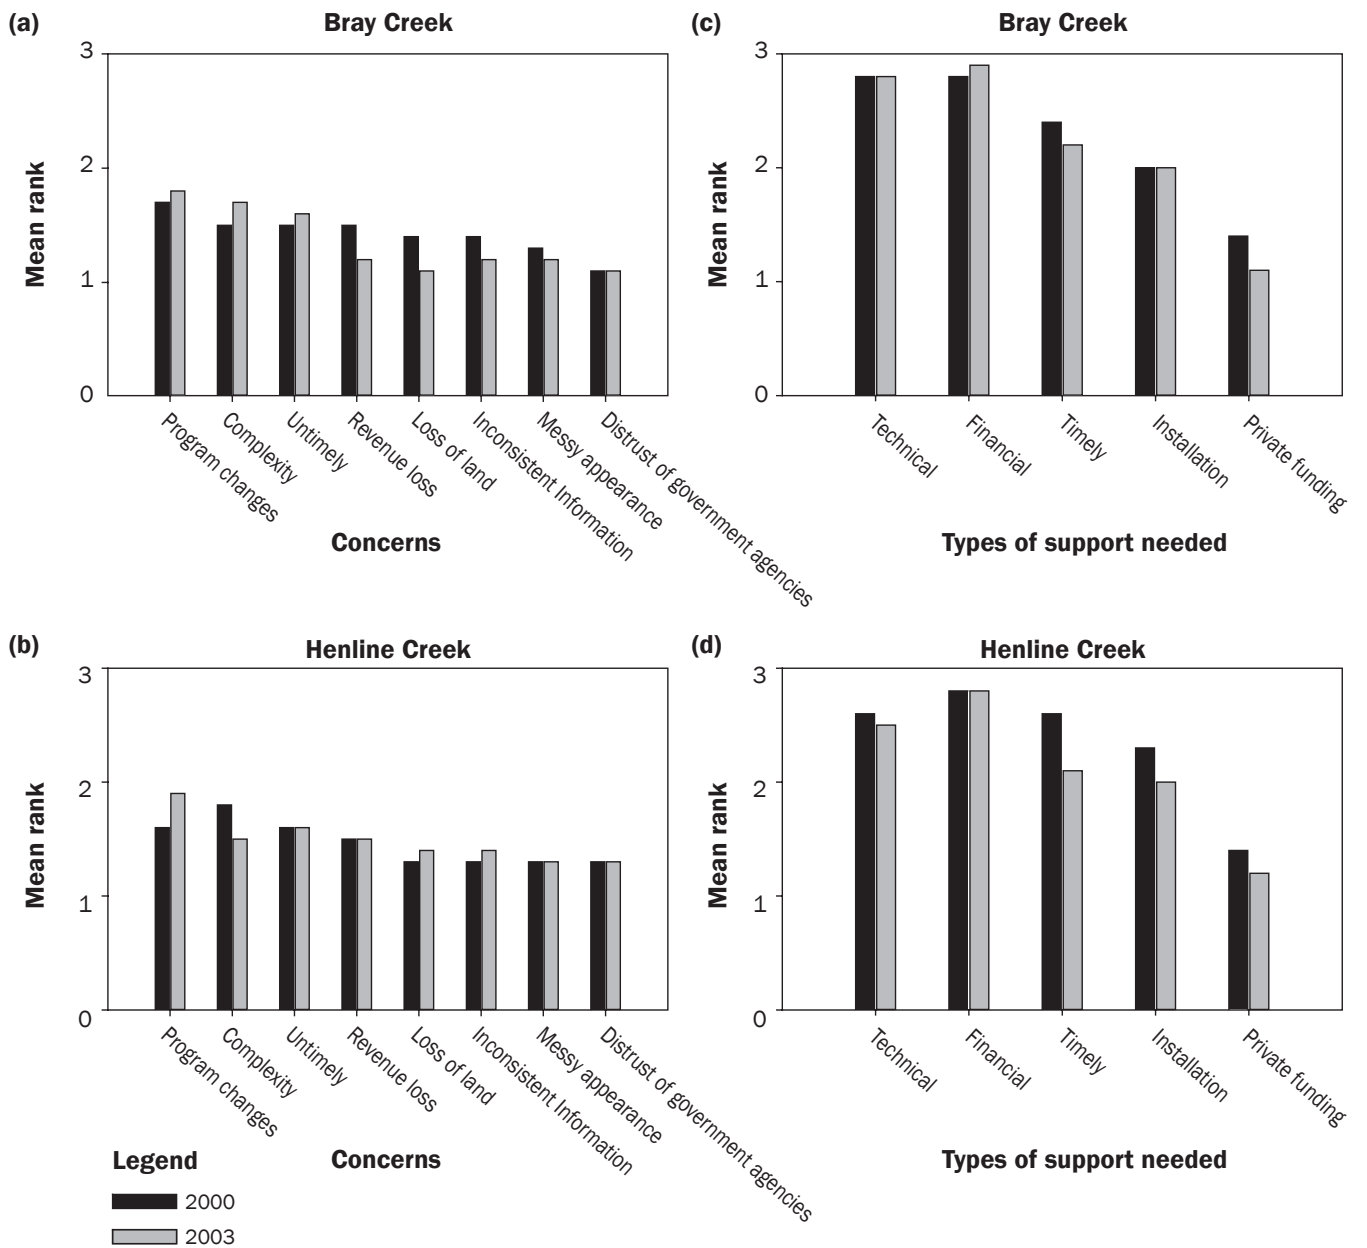 (a)
Bray Creek
3
2
1
0
Mean rank
Program changes
Complexity
Untimely
Revenue loss
Loss of land
Inconsistent Information
Messy appearance
Distrust of government agencies
Concerns
(c)
Bray Creek
3
2
1
0
Mean rank
Technical
Financial
Timely
Installation
Private funding
Types of support needed
(b)
Henline Creek
3
2
1
0
Mean rank
Program changes
Complexity
Untimely
Revenue loss
Loss of land
Inconsistent Information
Messy appearance
Distrust of government agencies
Concerns
(d)
Henline Creek
3
2
1
0
Mean rank
Technical
Financial
Timely
Installation
Private funding
Types of support needed
Legend
2000
2003